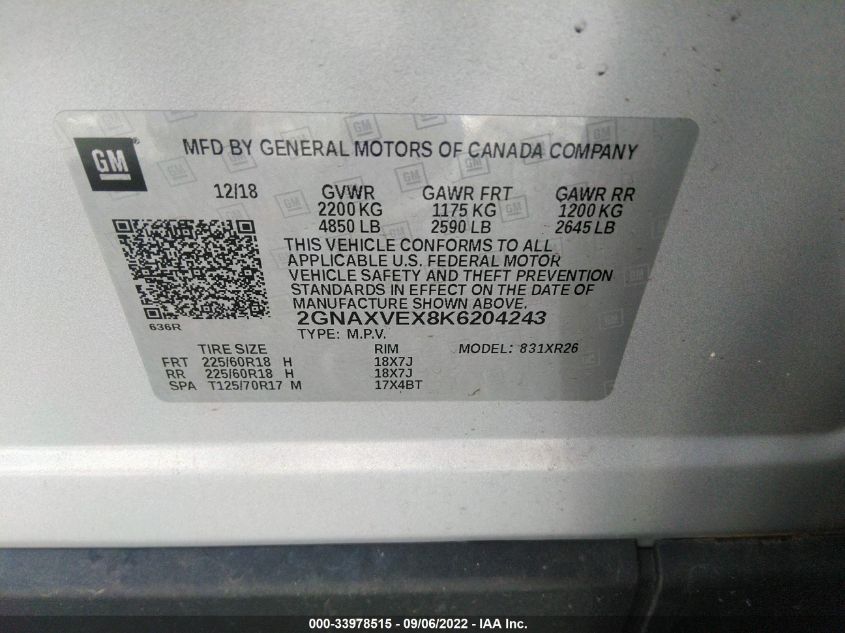 GM
MFD BY GENERAL MOTORS OF CANADA COMPANY
12/18 GVWR GAWR FRT GAWR RR
2200 KG 1175 KG 1200 KG
4850 LB 2590 LB 2645 LB
THIS VEHICLE CONFORMS TO ALL
APPLICABLE U.S. FEDERAL MOTOR
VEHICLE SAFETY AND THEFT PREVENTION
STANDARDS IN EFFECT ON THE DATE OF
MANUFACTURE SHOWN ABOVE.
636R
2GNAXVEX8K6204243
TYPE: M.P.V.
TIRE SIZE RIM MODEL: 831XR26
FRT 225/60R18 H 18X7J
RR 225/60R18 H 18X7J
SPA T125/70R17 M 17X4BT
000-33978515 - 09/06/2022 - IAA Inc.